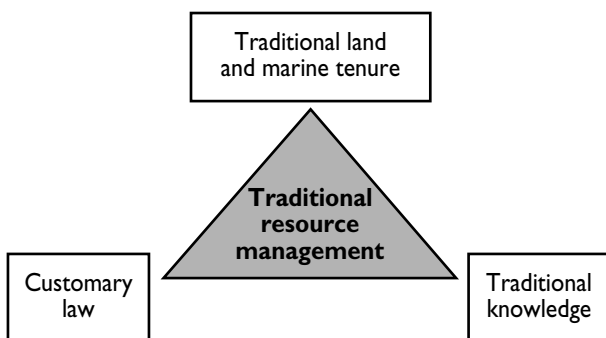 Traditional land
and marine tenure
Traditional
resource
management
Customary
law
Traditional
knowledge